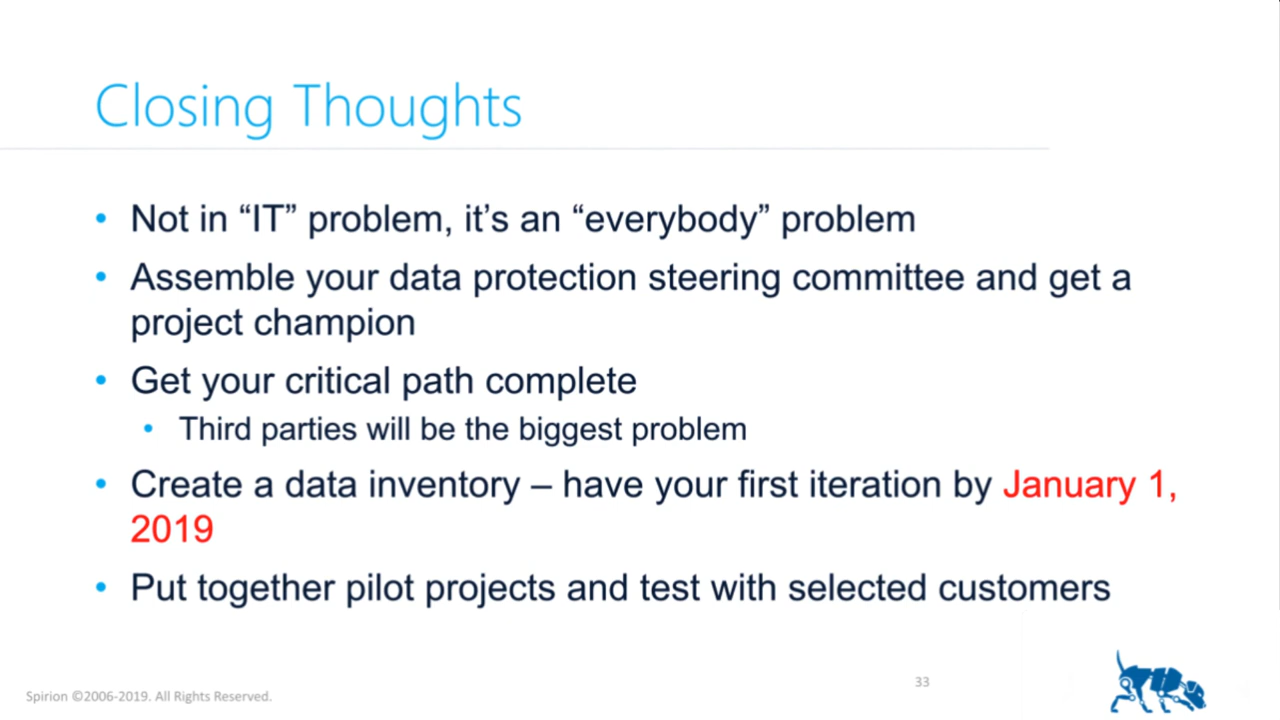 Closing Thoughts
• Not in “IT” problem, it’s an “everybody” problem
• Assemble your data protection steering committee and get a
project champion
• Get your critical path complete
• Third parties will be the biggest problem
• Create a data inventory – have your first iteration by January 1,
2019
• Put together pilot projects and test with selected customers
33
Spirion ©2006-2019. All Rights Reserved.